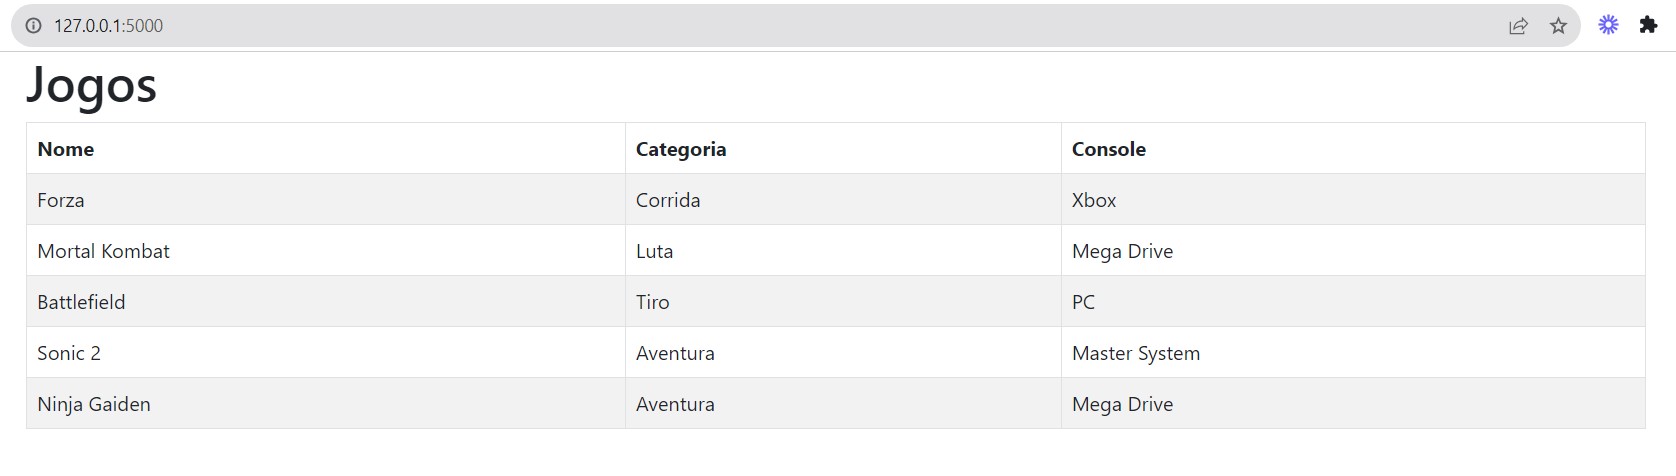 127.0.0.1:5000
Jogos
Nome Categoria Console
Forza Corrida Xbox
Mortal Kombat Luta Mega Drive
Battlefield Tiro PC
Sonic 2 Aventura Master System
Ninja Gaiden Aventura Mega Drive